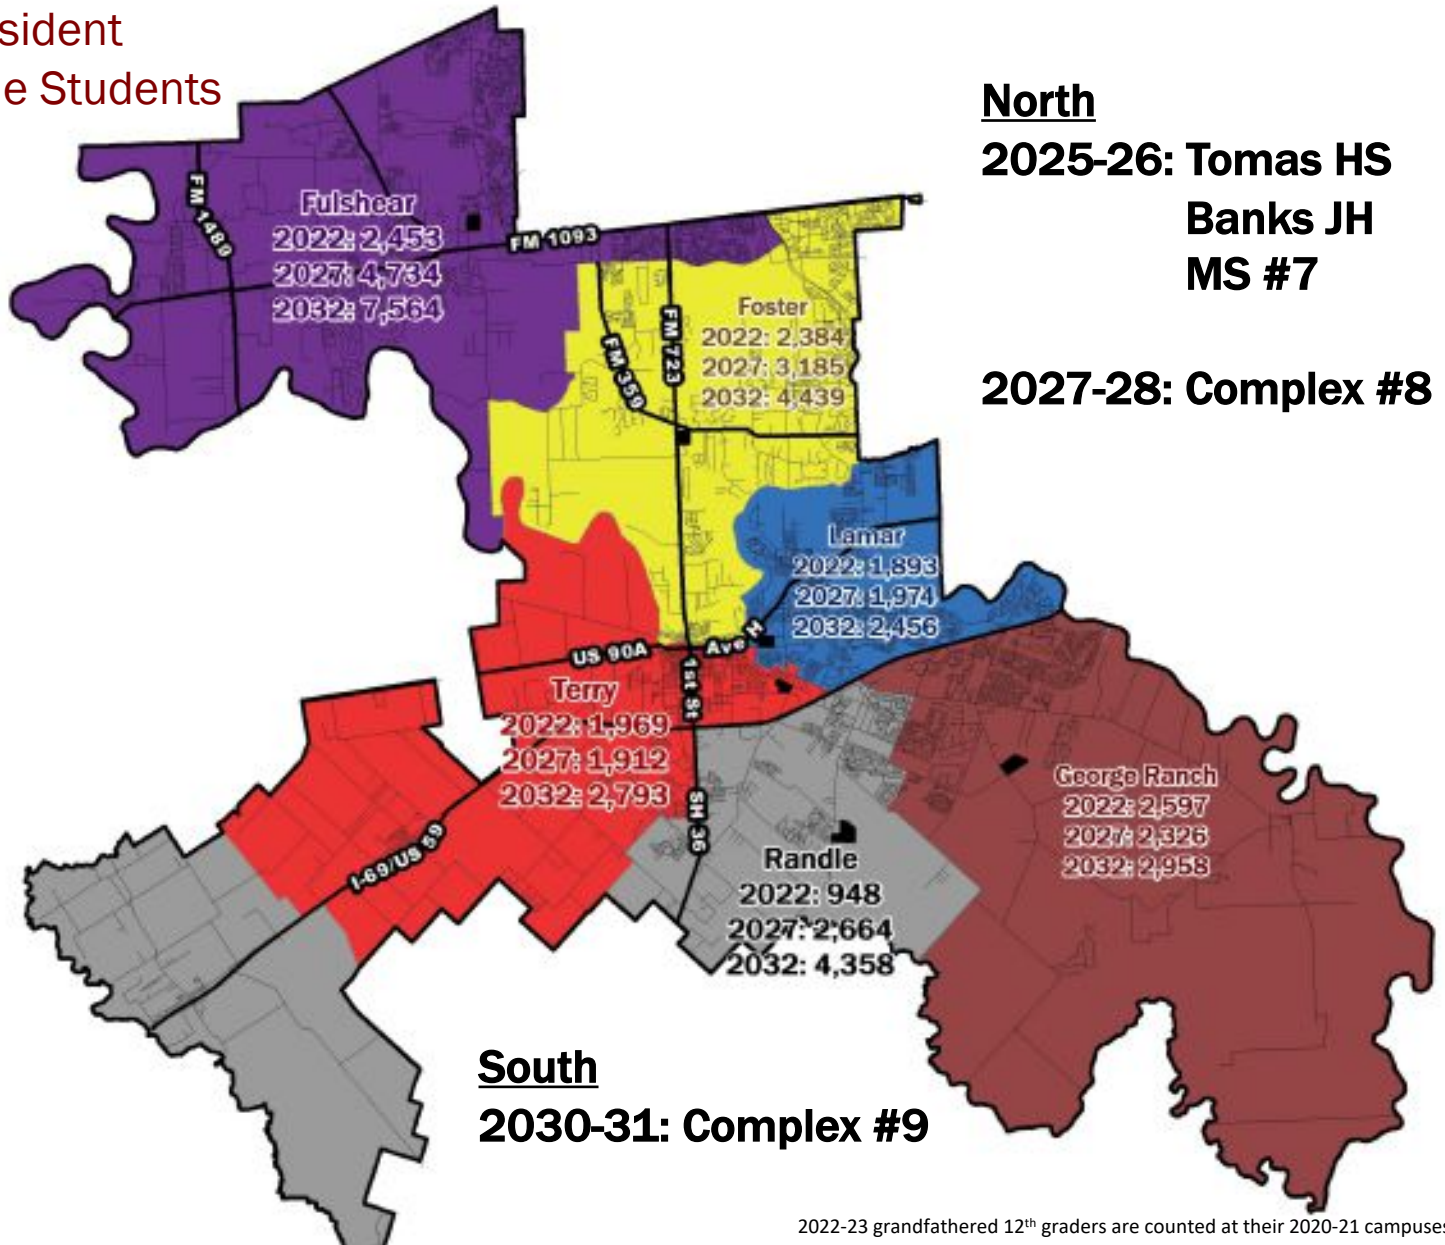 sident
e Students
North
2025-26: Tomas HS
Banks JH
MS #7
2027-28: Complex #8
Fulshear
2022: 2,453
2027: 4,734
2032: 7,564
FM 1489
FM 1093
Foster
2022: 2,384
2027: 3,185
2032: 4,439
FM 359
FM 723
Lamar
2022: 1,893
2027: 1,974
2032: 2,456
US 90A
Ave H
1st St
Terry
2022: 1,969
2027: 1,912
2032: 2,793
I-69/US 59
SH 36
George Ranch
2022: 2,597
2027: 2,326
2032: 2,958
Randle
2022: 948
2027: 2,664
2032: 4,358
South
2030-31: Complex #9
2022-23 grandfathered 12th graders are counted at their 2020-21 campuses